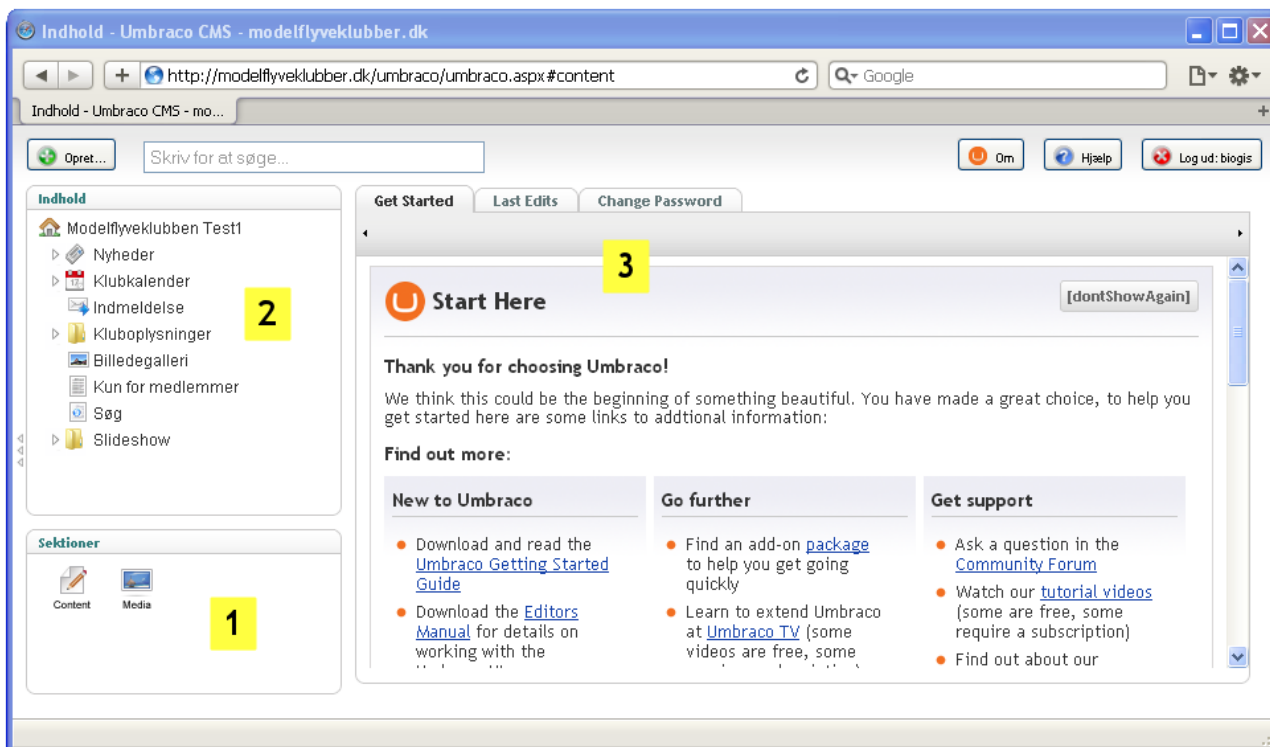 Indhold - Umbraco CMS - modelflyveklubber.dk
http://modelflyveklubber.dk/umbraco/umbraco.aspx#content
Google
Indhold - Umbraco CMS - mo...
Opret...
Skriv for at søge...
Om
Hjælp
Log ud: biogis
Indhold
Modelflyveklubben Test1
Nyheder
Klubkalender
Indmeldelse
Kluboplysninger
Billedegalleri
Kun for medlemmer
Søg
Slideshow
2
Sektioner
Content
Media
1
Get Started
Last Edits
Change Password
3
Start Here
[dontShowAgain]
Thank you for choosing Umbraco!
We think this could be the beginning of something beautiful. You have made a great choice, to help you
get started here are some links to addtional information:
Find out more:
New to Umbraco
Download and read the
Umbraco Getting Started
Guide
Download the Editors
Manual for details on
working with the
Go further
Find an add-on package
to help you get going
quickly
Learn to extend Umbraco
at Umbraco TV (some
videos are free, some
Get support
Ask a question in the
Community Forum
Watch our tutorial videos
(some are free, some
require a subscription)
Find out about our